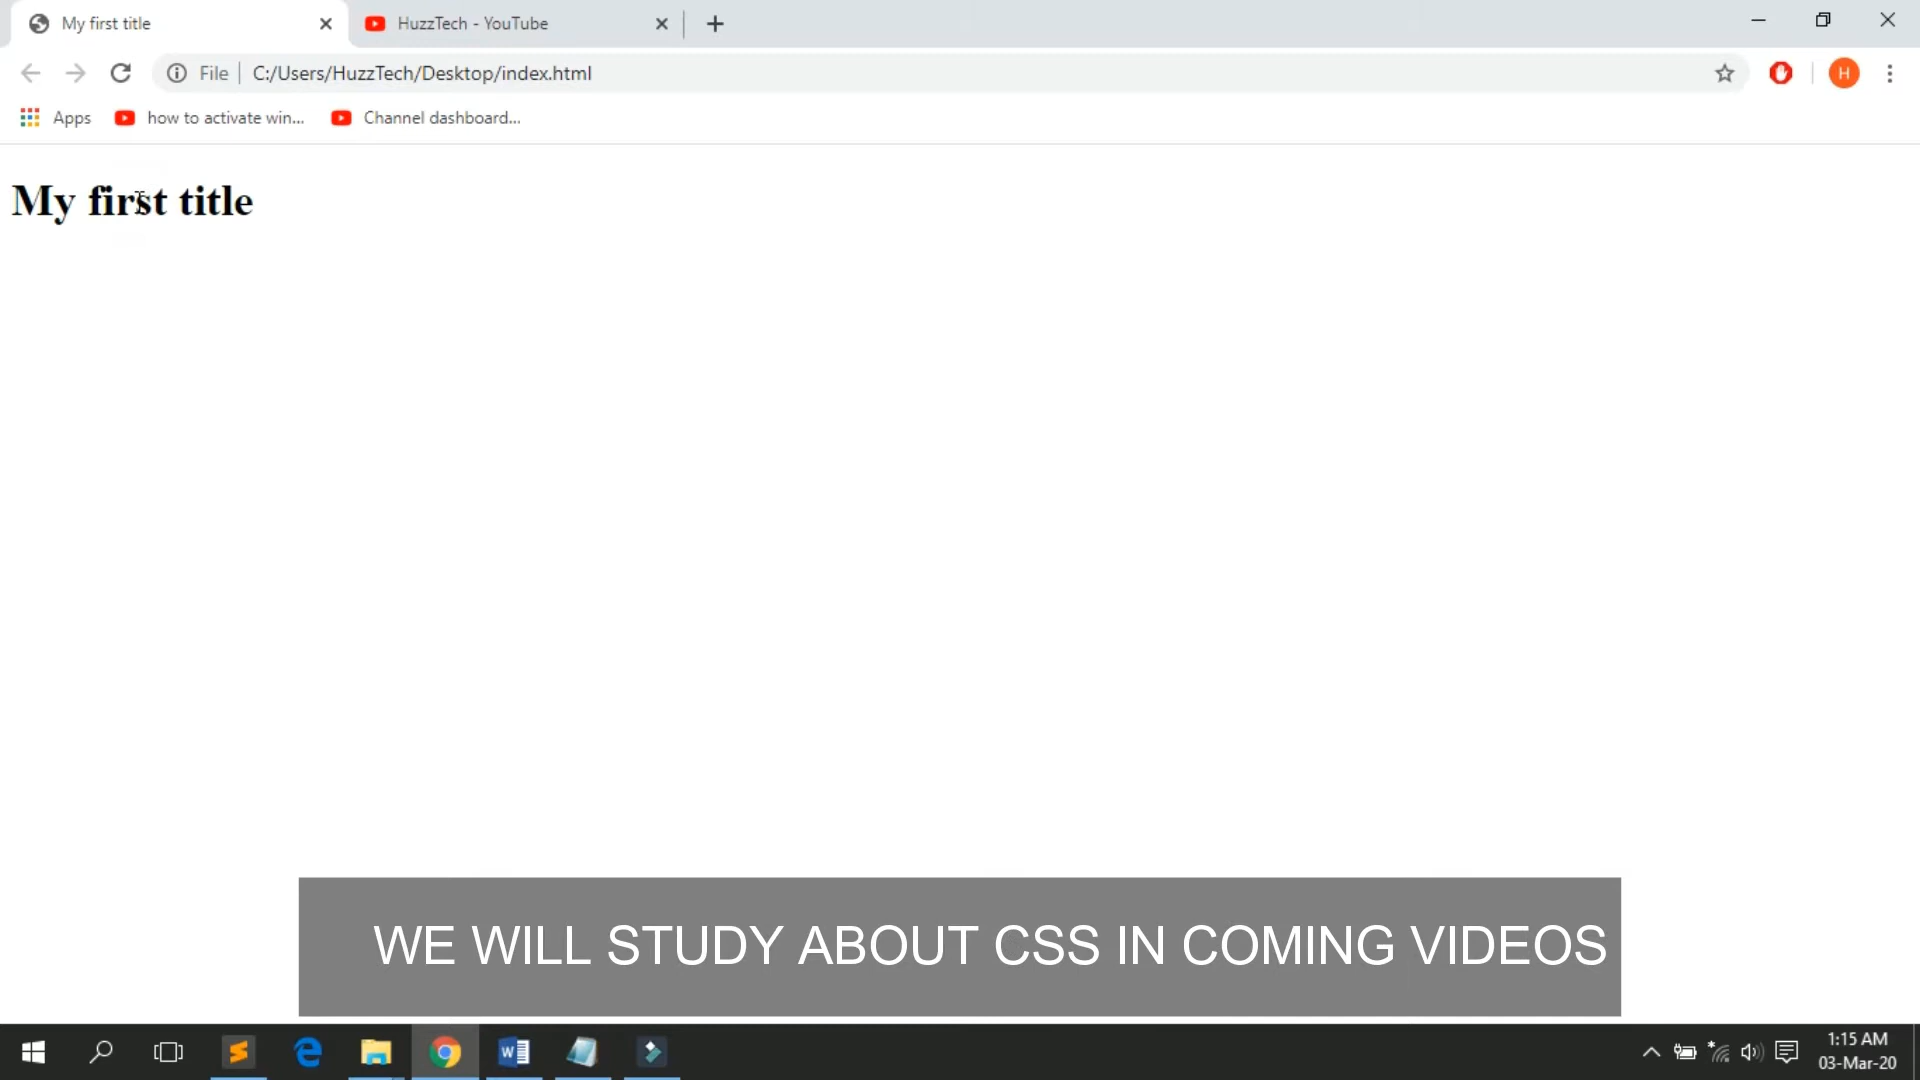 My first title
HuzzTech - YouTube
File
C:/Users/HuzzTech/Desktop/index.html
H
Apps
how to activate win...
Channel dashboard...
My first title
WE WILL STUDY ABOUT CSS IN COMING VIDEOS
1:15 AM
03-Mar-20